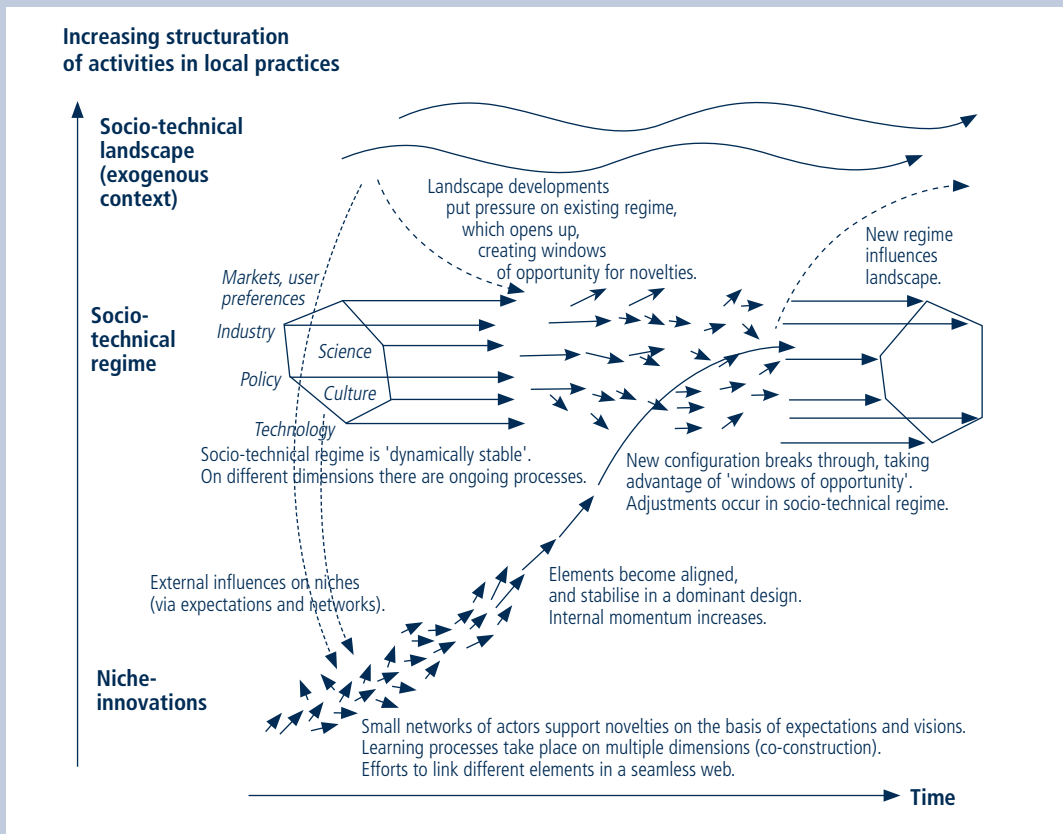 Increasing structuration
of activities in local practices
Socio-technical
landscape
(exogenous
context)
Landscape developments
put pressure on existing regime,
which opens up,
creating windows
of opportunity for novelties.
New regime
influences
landscape.
Markets, user
preferences
Socio-
technical
regime
Industry
Science
Policy
Culture
Technology
Socio-technical regime is 'dynamically stable'.
On different dimensions there are ongoing processes.
New configuration breaks through, taking
advantage of 'windows of opportunity'.
Adjustments occur in socio-technical regime.
External influences on niches
(via expectations and networks).
Elements become aligned,
and stabilise in a dominant design.
Internal momentum increases.
Niche-
innovations
Small networks of actors support novelties on the basis of expectations and visions.
Learning processes take place on multiple dimensions (co-construction).
Efforts to link different elements in a seamless web.
Time